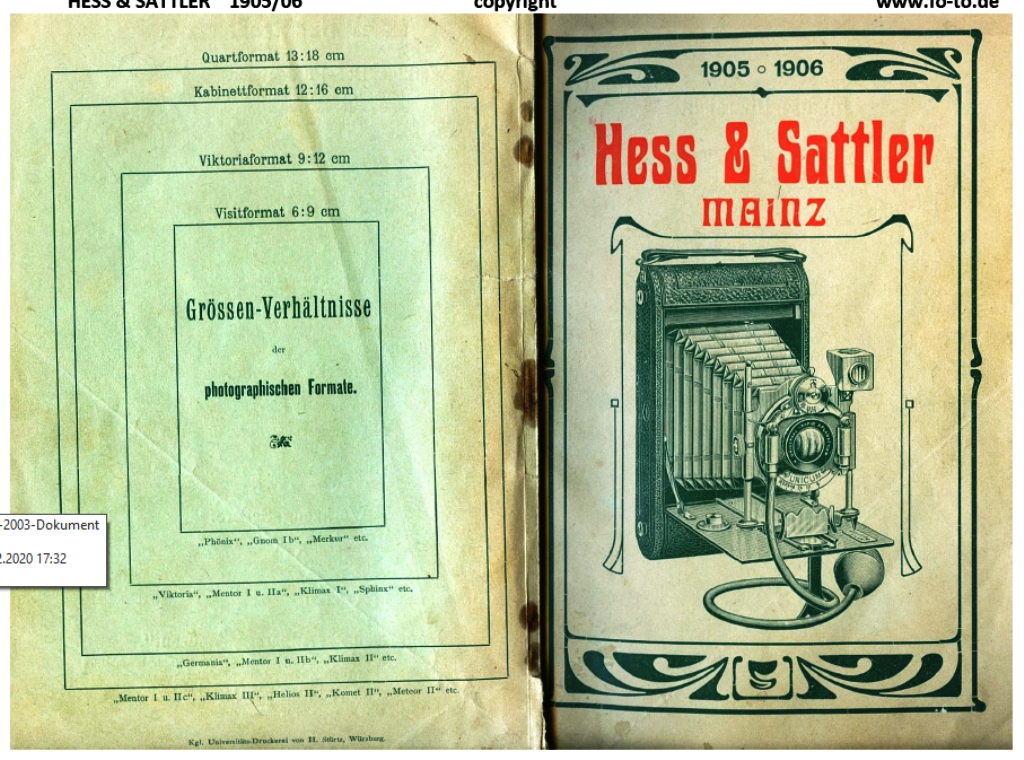 HESS & SATTLER 1905/06 copyright www.fo-to.de
Quartformat 13:18 cm
Kabinettformat 12:16 cm
Viktoriaformat 9:12 cm
Visitformat 6:9 cm
Grössen-Verhältnisse
der
photographischen Formate.
„Phönix“, „Gnom Ib“, „Merkur“ etc.
„Viktoria“, „Mentor I u. IIa“, „Klimax I“, „Sphinx“ etc.
„Germania“, „Mentor I u. IIb“, „Klimax II“ etc.
„Mentor I u. IIc“, „Klimax III“, „Helios II“, „Komet II“, „Meteor II“ etc.
Kgl. Universitäts-Druckerei von H. Stürtz, Würzburg.
-2003-Dokument
2.2020 17:32
1905 ° 1906
Hess & Sattler
MAINZ
UNICUM